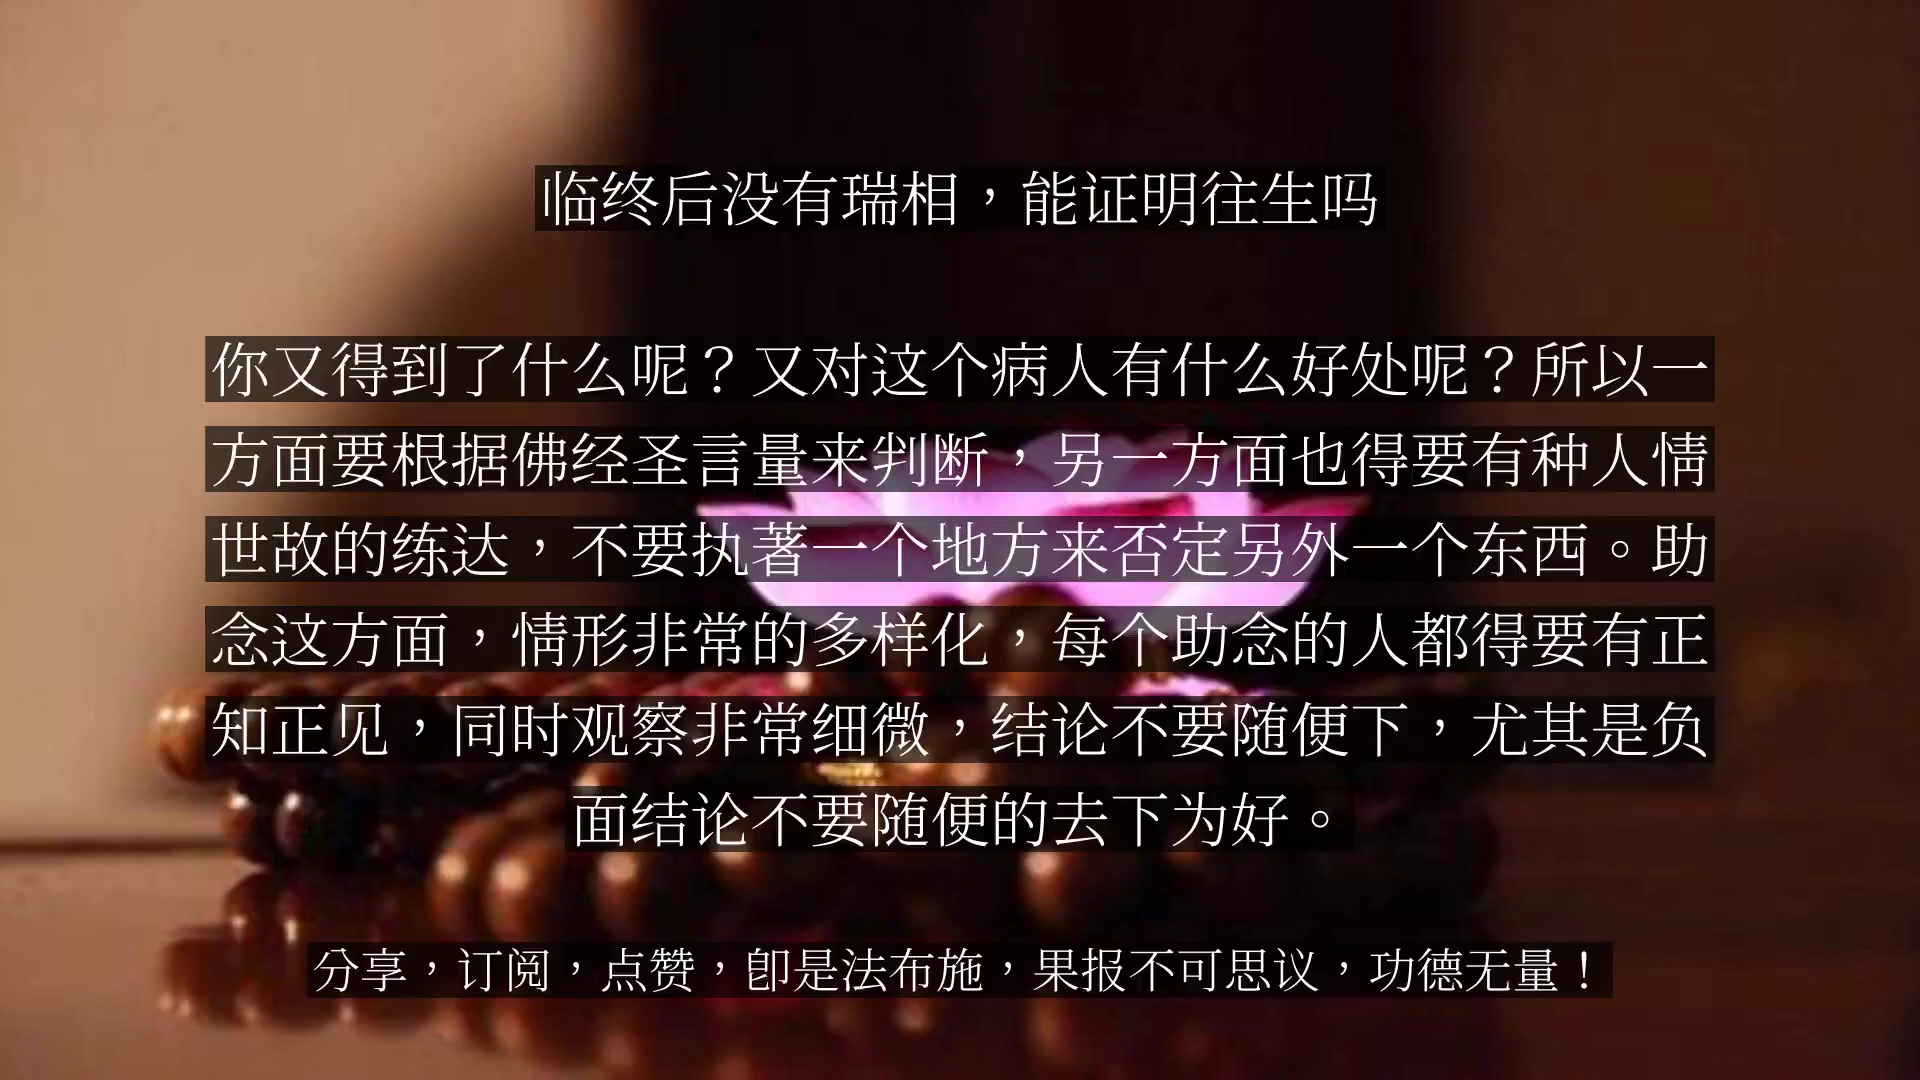 临终后没有瑞相，能证明往生吗
你又得到了什么呢？又对这个病人有什么好处呢？所以一
方面要根据佛经圣言量来判断，另一方面也得要有种人情
世故的练达，不要执著一个地方来否定另外一个东西。助
念这方面，情形非常的多样化，每个助念的人都得要有正
知正见，同时观察非常细微，结论不要随便下，尤其是负
面结论不要随便的去下为好。
分享，订阅，点赞，即是法布施，果报不可思议，功德无量！